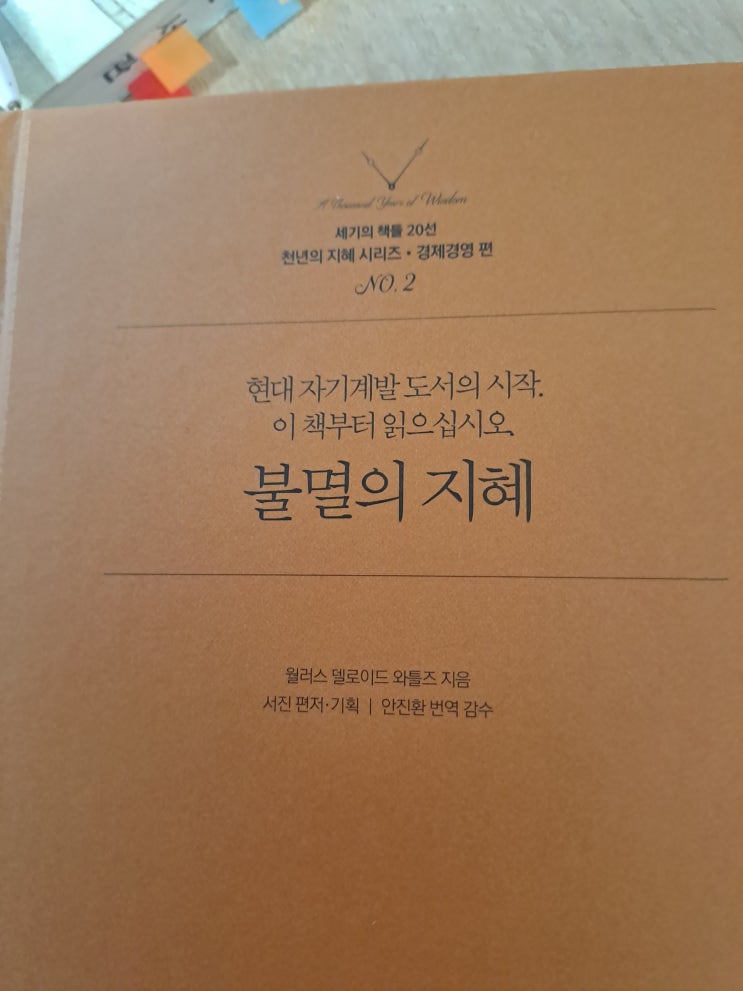 A Thousand Years of Wisdom
세기의 책들 20선
천년의 지혜 시리즈 • 경제경영 편
NO. 2
현대 자기계발 도서의 시작.
이 책부터 읽으십시오.
불멸의 지혜
월러스 델로이드 와틀즈 지음
서진 편저·기획 | 안진환 번역 감수